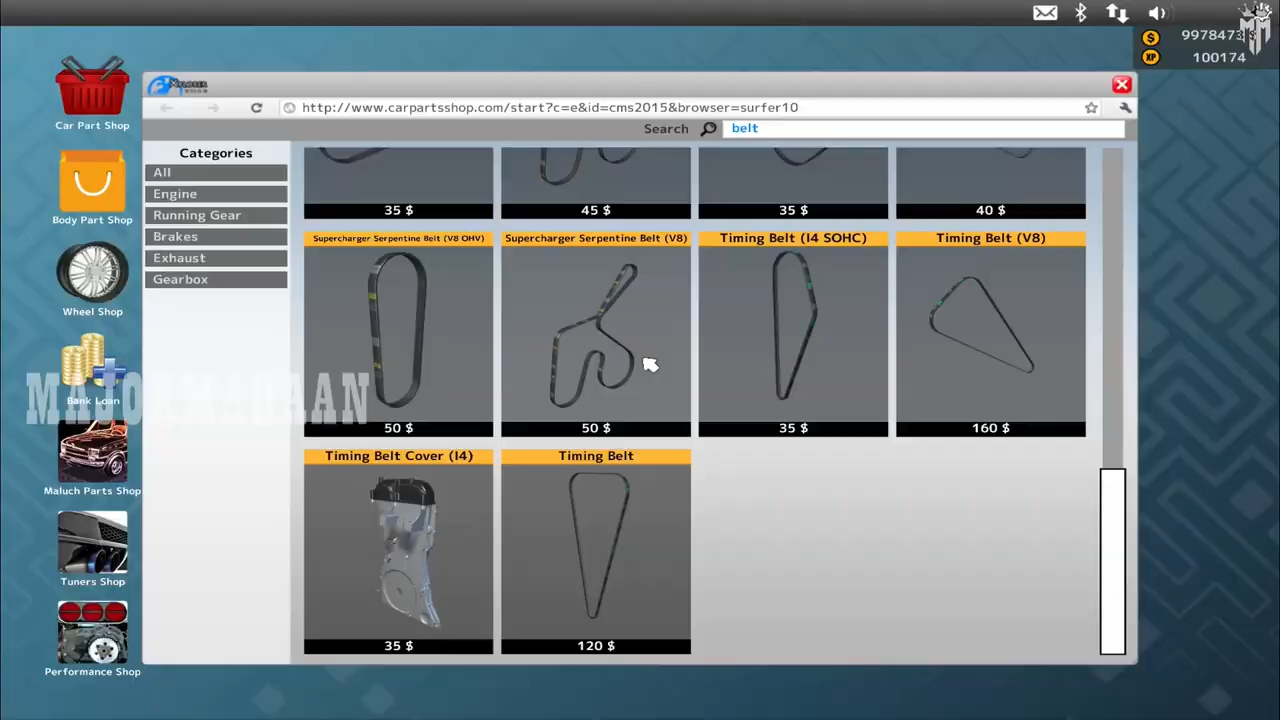 99784735
100174
XPLORER
http://www.carpartsshop.com/start?c=e&id=cms2015&browser=surfer10
Search
belt
Car Part Shop
Body Part Shop
Wheel Shop
Bank Loan
Maluch Parts Shop
Tuners Shop
Performance Shop
Categories
All
Engine
Running Gear
Brakes
Exhaust
Gearbox
35 $
45 $
35 $
40 $
Supercharger Serpentine Belt (V8 OHV)
Supercharger Serpentine Belt (V8)
Timing Belt (I4 SOHC)
Timing Belt (V8)
50 $
50 $
35 $
160 $
Timing Belt Cover (I4)
Timing Belt
35 $
120 $